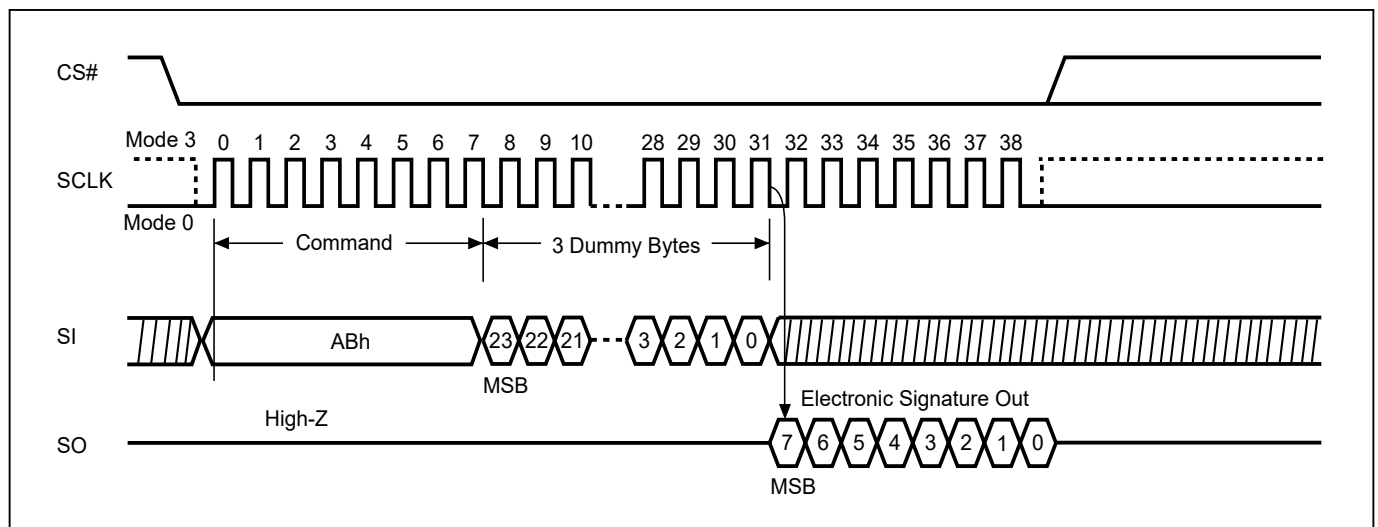 CS#
Mode 3
0 1 2 3 4 5 6 7 8 9 10 28 29 30 31 32 33 34 35 36 37 38
SCLK
Mode 0
Command
3 Dummy Bytes
SI
ABh
23 22 21 3 2 1 0
MSB
Electronic Signature Out
High-Z
SO
7 6 5 4 3 2 1 0
MSB